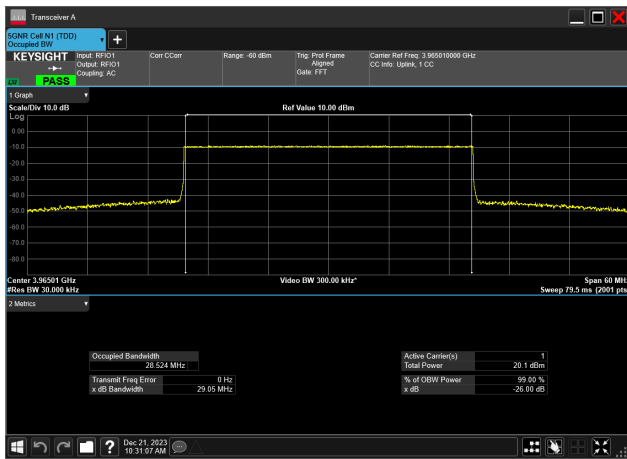 Transceiver A
5GNR Cell N1 (TDD)
Occupied BW
KEYSIGHT
Input: RFIO1
Output: RFIO1
Coupling: AC
Corr CCorr
Range: -60 dBm
Trig: Prot Frame
Aligned
Gate: FFT
Carrier Ref Freq: 3.965010000 GHz
CC Info: Uplink, 1 CC
PASS
1 Graph
Scale/Div 10.0 dB
Ref Value 10.00 dBm
Log
0.00
-10.0
-20.0
-30.0
-40.0
-50.0
-60.0
-70.0
-80.0
Center 3.96501 GHz
Video BW 300.00 kHz*
Span 60 MHz
#Res BW 30.000 kHz
Sweep 79.5 ms (2001 pts
2 Metrics
Occupied Bandwidth
28.524 MHz
Transmit Freq Error 0 Hz
x dB Bandwidth 29.05 MHz
Active Carrier(s) 1
Total Power 20.1 dBm
% of OBW Power 99.00 %
x dB -26.00 dB
Dec 21, 2023
10:31:07 AM